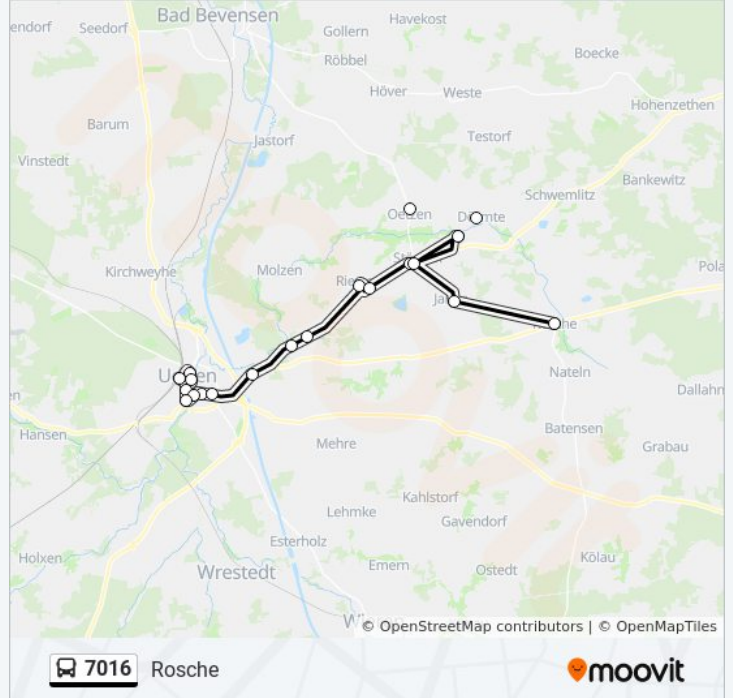 endorf
Seedorf
Bad Bevensen
Havekost
Gollern
Röbbel
Boecke
Höver
Weste
Hohenzethen
Barum
Jastorf
Testorf
Vinstedt
Bankewitz
Schwemlitz
Oetzen
Kirchweyhe
Molzen
Nateln
Dallahn
Hansen
Mehre
Batensen
Grabau
Kahlstorf
Lehmke
Gavendorf
Esterholz
Holxen
Emern
Ostedt
Kölau
Wrestedt
© OpenStreetMap contributors | © OpenMapTiles
7016 Rosche
moovit